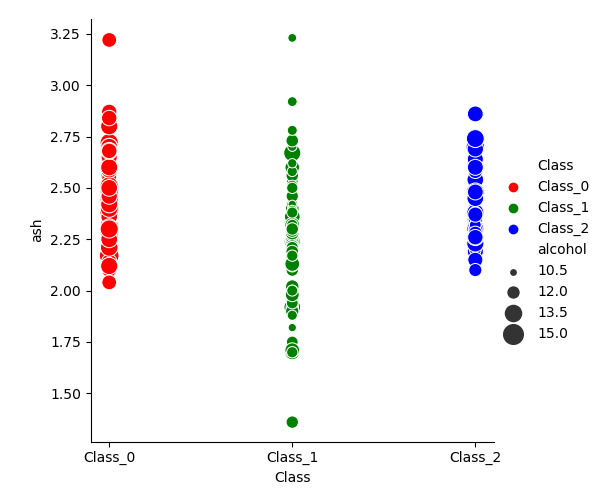 3.25
3.00
2.75
2.50
2.25
2.00
1.75
1.50
ash
Class_0
Class_1
Class_2
Class
Class
Class_0
Class_1
Class_2
alcohol
10.5
12.0
13.5
15.0